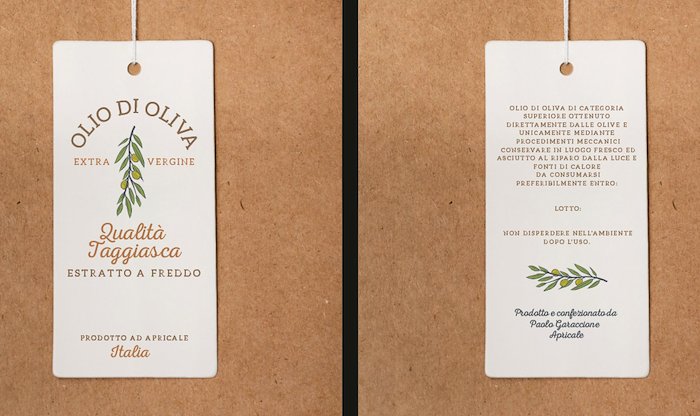 OLIO DI OLIVA
EXTRA VERGINE
Qualità
Taggiasca
ESTRATTO A FREDDO
PRODOTTO AD APRICALE
Italia
OLIO DI OLIVA DI CATEGORIA
SUPERIORE OTTENUTO
DIRETTAMENTE DALLE OLIVE E
UNICAMENTE MEDIANTE
PROCEDIMENTI MECCANICI
CONSERVARE IN LUOGO FRESCO ED
ASCIUTTO AL RIPARO DALLA LUCE E
FONTI DI CALORE
DA CONSUMARSI
PREFERIBILMENTE ENTRO:
LOTTO:
NON DISPERDERE NELL'AMBIENTE
DOPO L'USO.
Prodotto e confezionato da
Paolo Garaccione
Apricale